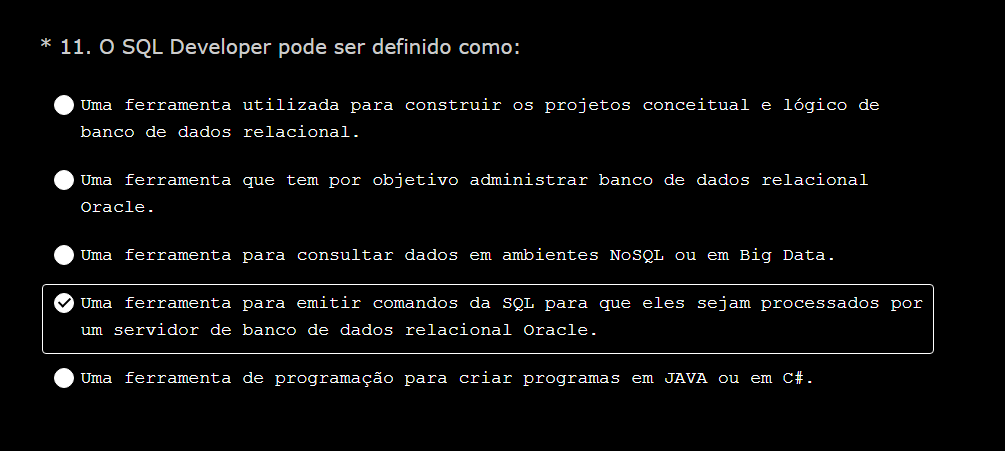 * 11. O SQL Developer pode ser definido como:
Uma ferramenta utilizada para construir os projetos conceitual e lógico de
banco de dados relacional.
Uma ferramenta que tem por objetivo administrar banco de dados relacional
Oracle.
Uma ferramenta para consultar dados em ambientes NoSQL ou em Big Data.
Uma ferramenta para emitir comandos da SQL para que eles sejam processados por
um servidor de banco de dados relacional Oracle.
Uma ferramenta de programação para criar programas em JAVA ou em C#.